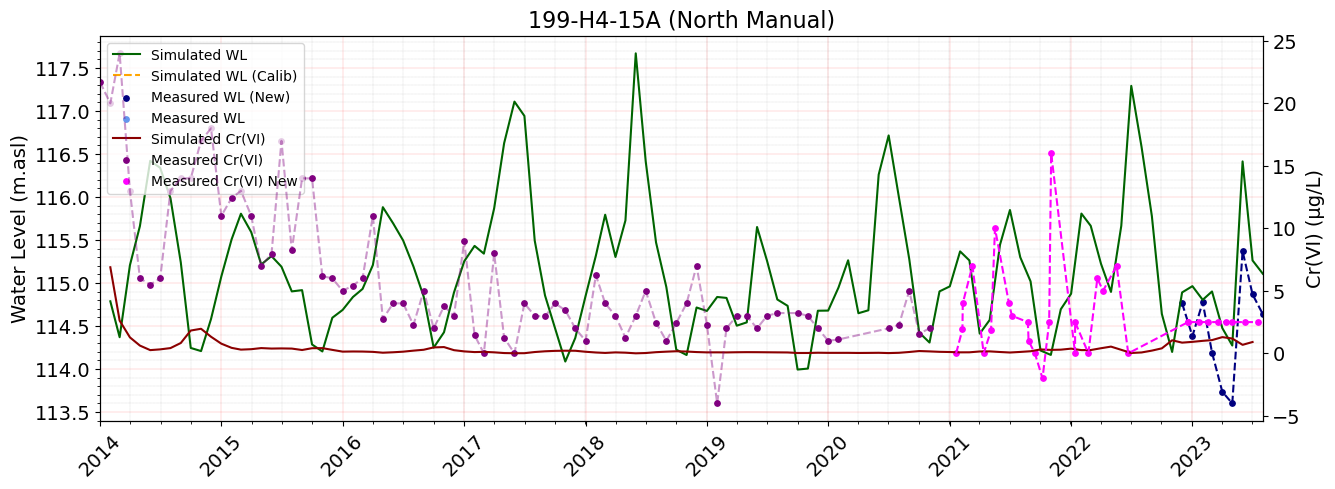 199-H4-15A (North Manual)
Simulated WL
Simulated WL (Calib)
Measured WL (New)
Measured WL
Simulated Cr(VI)
Measured Cr(VI)
Measured Cr(VI) New
Water Level (m.asl)
117.5
117.0
116.5
116.0
115.5
115.0
114.5
114.0
113.5
25
20
15
10
5
0
−5
Cr(VI) (μg/L)
2014
2015
2016
2017
2018
2019
2020
2021
2022
2023